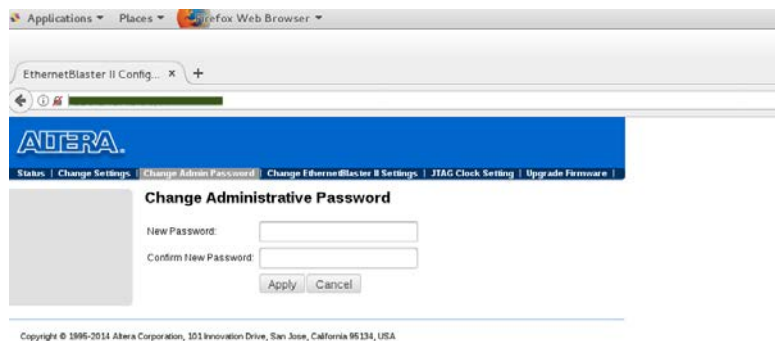 Applications Places Firefox Web Browser
EthernetBlaster II Config... × +
ALTERA.
Status | Change Settings | Change Admin Password | Change EthernetBlaster II Settings | JTAG Clock Setting | Upgrade Firmware |
Change Administrative Password
New Password:
Confirm New Password:
Apply Cancel
Copyright © 1995-2014 Altera Corporation, 101 Innovation Drive, San Jose, California 95134, USA